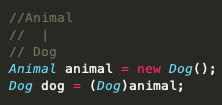 //Animal
//  |
// Dog
Animal animal = new Dog();
Dog dog = (Dog)animal;